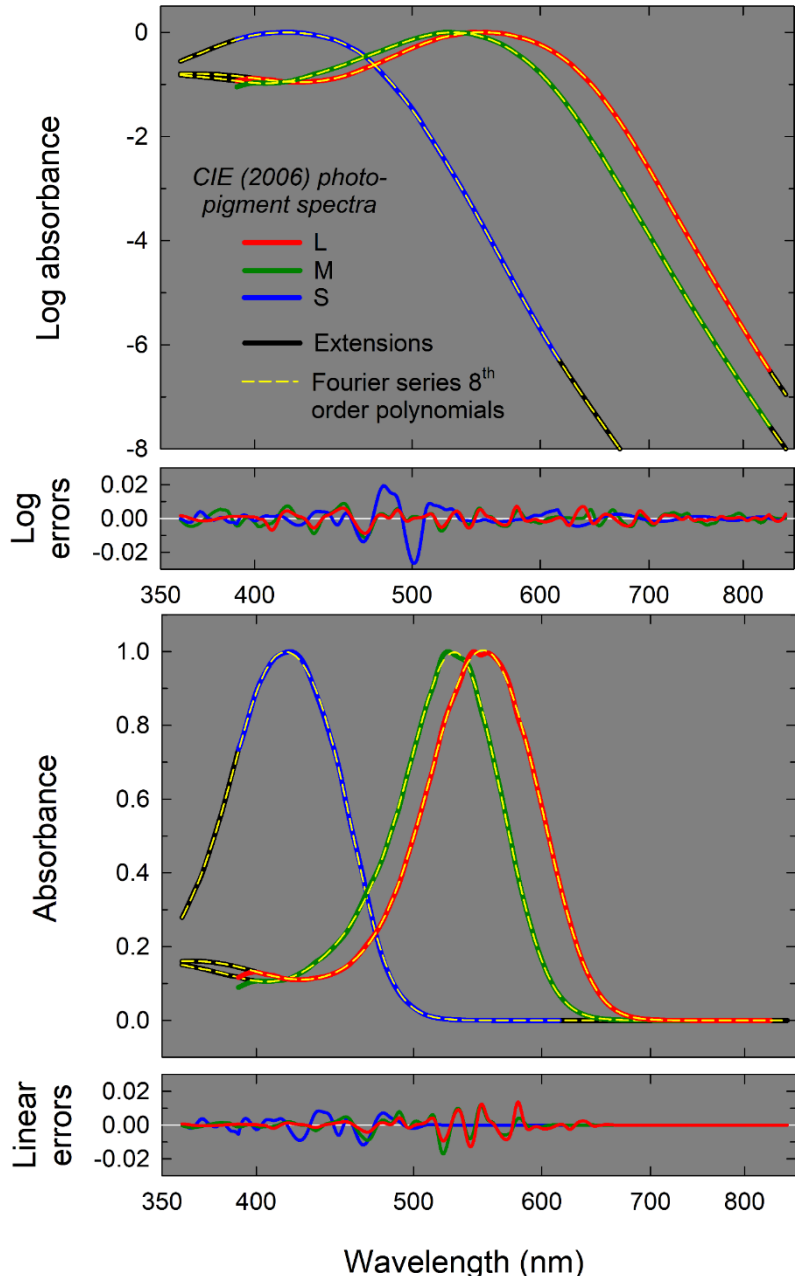 0
-2
-4
-6
-8
Log absorbance
CIE (2006) photo-
pigment spectra
L
M
S
Extensions
Fourier series 8th
order polynomials
0.02
0.00
-0.02
Log
errors
350 400 500 600 700 800
1.0
0.8
0.6
0.4
0.2
0.0
Absorbance
0.02
0.00
-0.02
Linear
errors
350 400 500 600 700 800
Wavelength (nm)